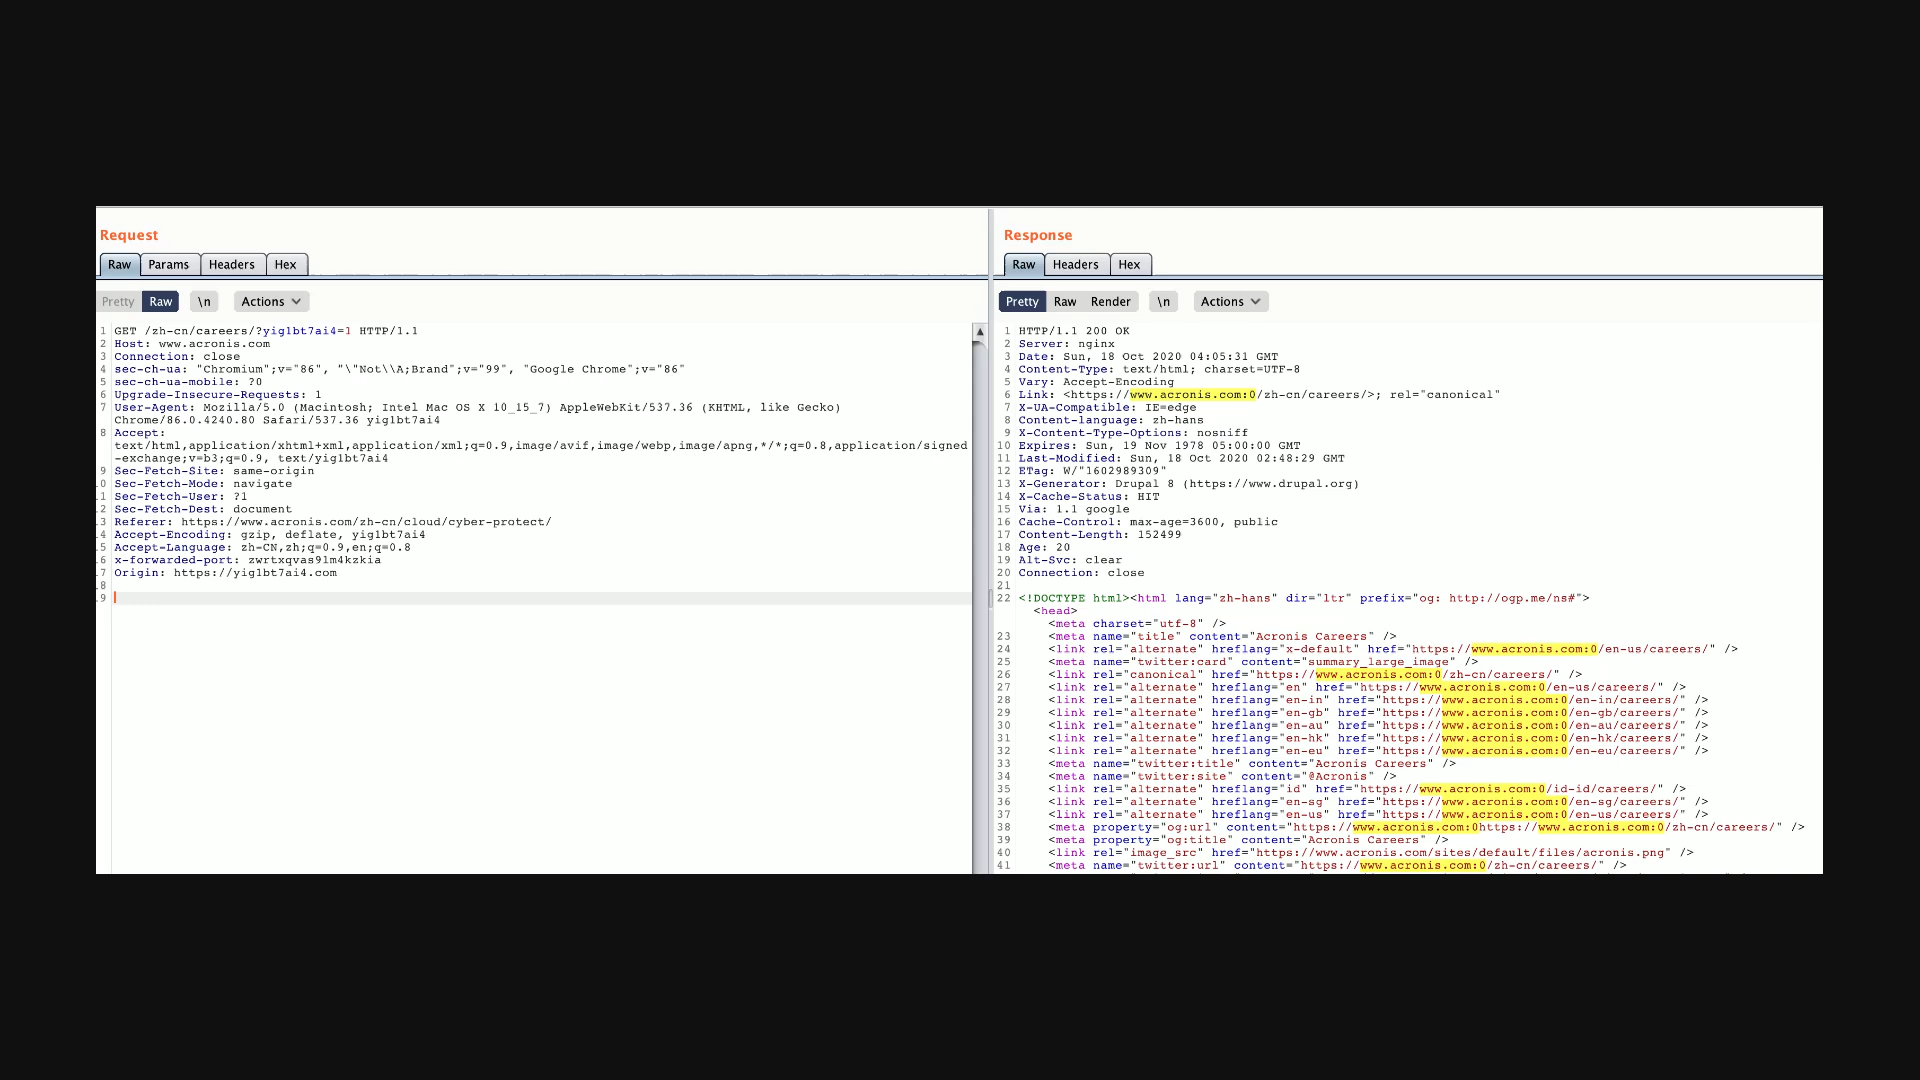 Request
Raw Params Headers Hex
Pretty Raw \n Actions
1 GET /zh-cn/careers/?yig1bt7ai4=1 HTTP/1.1
2 Host: www.acronis.com
3 Connection: close
4 sec-ch-ua: "Chromium";v="86", "\"Not\\A;Brand";v="99", "Google Chrome";v="86"
5 sec-ch-ua-mobile: ?0
6 Upgrade-Insecure-Requests: 1
7 User-Agent: Mozilla/5.0 (Macintosh; Intel Mac OS X 10_15_7) AppleWebKit/537.36 (KHTML, like Gecko)
Chrome/86.0.4240.80 Safari/537.36 yig1bt7ai4
8 Accept:
text/html,application/xhtml+xml,application/xml;q=0.9,image/avif,image/webp,image/apng,*/*;q=0.8,application/signed
-exchange;v=b3;q=0.9, text/yig1bt7ai4
9 Sec-Fetch-Site: same-origin
.0 Sec-Fetch-Mode: navigate
.1 Sec-Fetch-User: ?1
.2 Sec-Fetch-Dest: document
.3 Referer: https://www.acronis.com/zh-cn/cloud/cyber-protect/
.4 Accept-Encoding: gzip, deflate, yig1bt7ai4
.5 Accept-Language: zh-CN,zh;q=0.9,en;q=0.8
.6 x-forwarded-port: zwrtxqvas9lm4kzkia
.7 Origin: https://yig1bt7ai4.com
.8
.9
Response
Raw Headers Hex
Pretty Raw Render \n Actions
1 HTTP/1.1 200 OK
2 Server: nginx
3 Date: Sun, 18 Oct 2020 04:05:31 GMT
4 Content-Type: text/html; charset=UTF-8
5 Vary: Accept-Encoding
6 Link: <https://www.acronis.com:0/zh-cn/careers/>; rel="canonical"
7 X-UA-Compatible: IE=edge
8 Content-language: zh-hans
9 X-Content-Type-Options: nosniff
10 Expires: Sun, 19 Nov 1978 05:00:00 GMT
11 Last-Modified: Sun, 18 Oct 2020 02:48:29 GMT
12 ETag: W/"1602989309"
13 X-Generator: Drupal 8 (https://www.drupal.org)
14 X-Cache-Status: HIT
15 Via: 1.1 google
16 Cache-Control: max-age=3600, public
17 Content-Length: 152499
18 Age: 20
19 Alt-Svc: clear
20 Connection: close
21
22 <!DOCTYPE html><html lang="zh-hans" dir="ltr" prefix="og: http://ogp.me/ns#">
<head>
<meta charset="utf-8" />
23 <meta name="title" content="Acronis Careers" />
24 <link rel="alternate" hreflang="x-default" href="https://www.acronis.com:0/en-us/careers/" />
25 <meta name="twitter:card" content="summary_large_image" />
26 <link rel="canonical" href="https://www.acronis.com:0/zh-cn/careers/" />
27 <link rel="alternate" hreflang="en" href="https://www.acronis.com:0/en-us/careers/" />
28 <link rel="alternate" hreflang="en-in" href="https://www.acronis.com:0/en-in/careers/" />
29 <link rel="alternate" hreflang="en-gb" href="https://www.acronis.com:0/en-gb/careers/" />
30 <link rel="alternate" hreflang="en-au" href="https://www.acronis.com:0/en-au/careers/" />
31 <link rel="alternate" hreflang="en-hk" href="https://www.acronis.com:0/en-hk/careers/" />
32 <link rel="alternate" hreflang="en-eu" href="https://www.acronis.com:0/en-eu/careers/" />
33 <meta name="twitter:title" content="Acronis Careers" />
34 <meta name="twitter:site" content="@Acronis" />
35 <link rel="alternate" hreflang="id" href="https://www.acronis.com:0/id-id/careers/" />
36 <link rel="alternate" hreflang="en-sg" href="https://www.acronis.com:0/en-sg/careers/" />
37 <link rel="alternate" hreflang="en-us" href="https://www.acronis.com:0/en-us/careers/" />
38 <meta property="og:url" content="https://www.acronis.com:0https://www.acronis.com:0/zh-cn/careers/" />
39 <meta property="og:title" content="Acronis Careers" />
40 <link rel="image_src" href="https://www.acronis.com/sites/default/files/acronis.png" />
41 <meta name="twitter:url" content="https://www.acronis.com:0/zh-cn/careers/" />